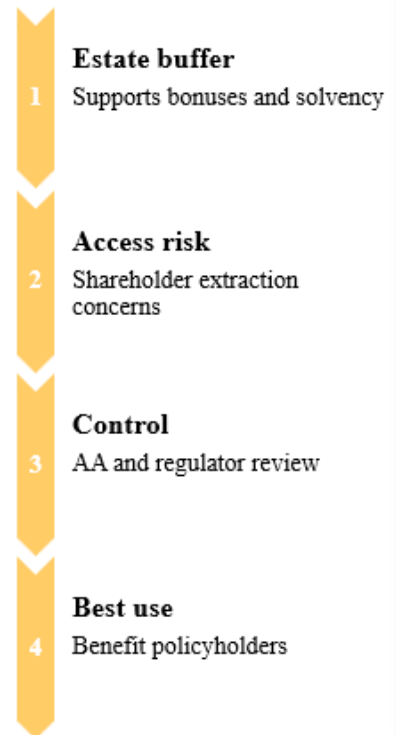 1
Estate buffer
Supports bonuses and solvency
2
Access risk
Shareholder extraction
concerns
3
Control
AA and regulator review
4
Best use
Benefit policyholders